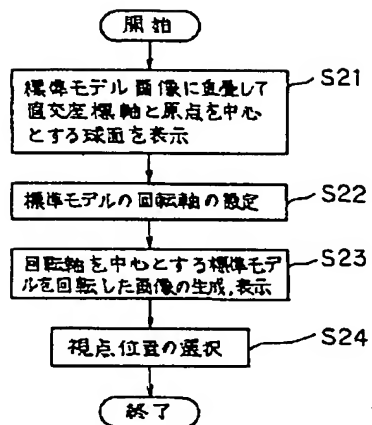 開始
標準モデル画像に重畳して
直交座標軸と原点を中心
とする球面を表示
S21
標準モデルの回転軸の設定
S22
回転軸を中心とする標準モデ
ルを回転した画像の生成,表示
S23
視点位置の選択
S24
終了